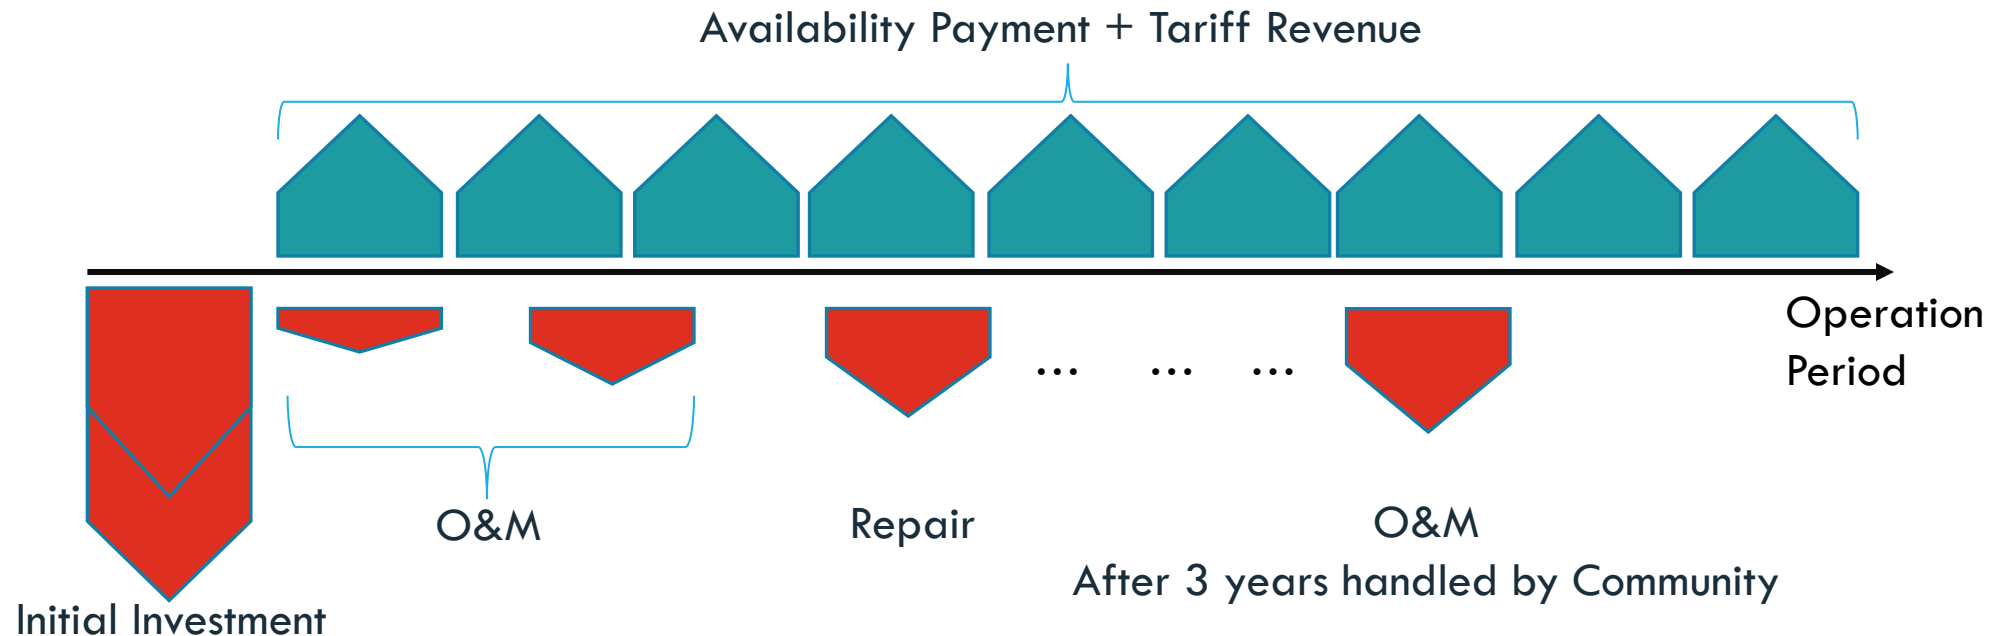 Availability Payment + Tariff Revenue
Operation
Period
... ... ...
O&M
Repair
O&M
After 3 years handled by Community
Initial Investment